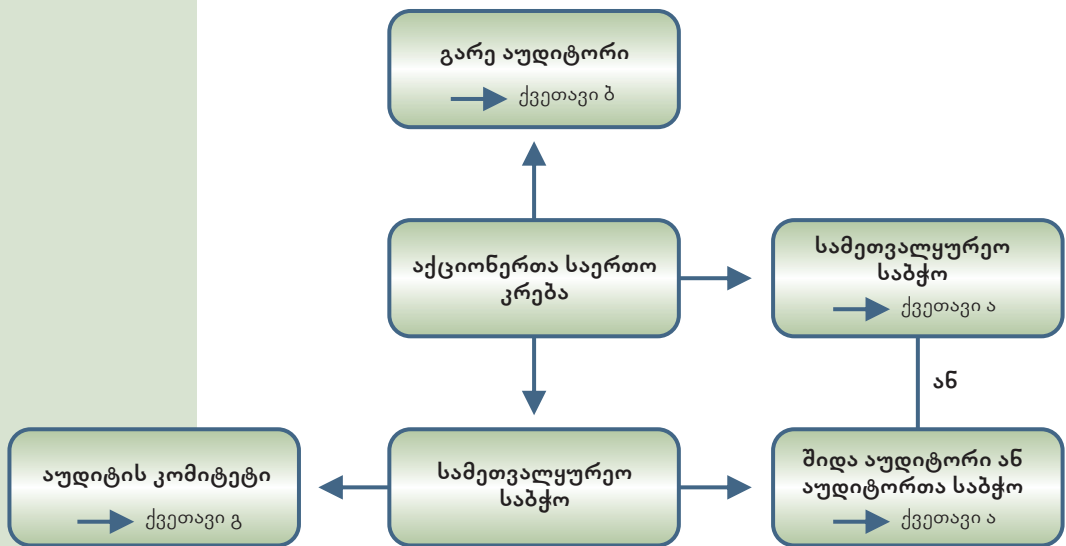 გარე აუდიტორი
ქვეთავი ბ
აქციონერთა საერთო
კრება
სამეთვალყურეო
საბჭო
ქვეთავი ა
ან
აუდიტის კომიტეტი
ქვეთავი გ
სამეთვალყურეო
საბჭო
შიდა აუდიტორი ან
აუდიტორთა საბჭო
ქვეთავი ა